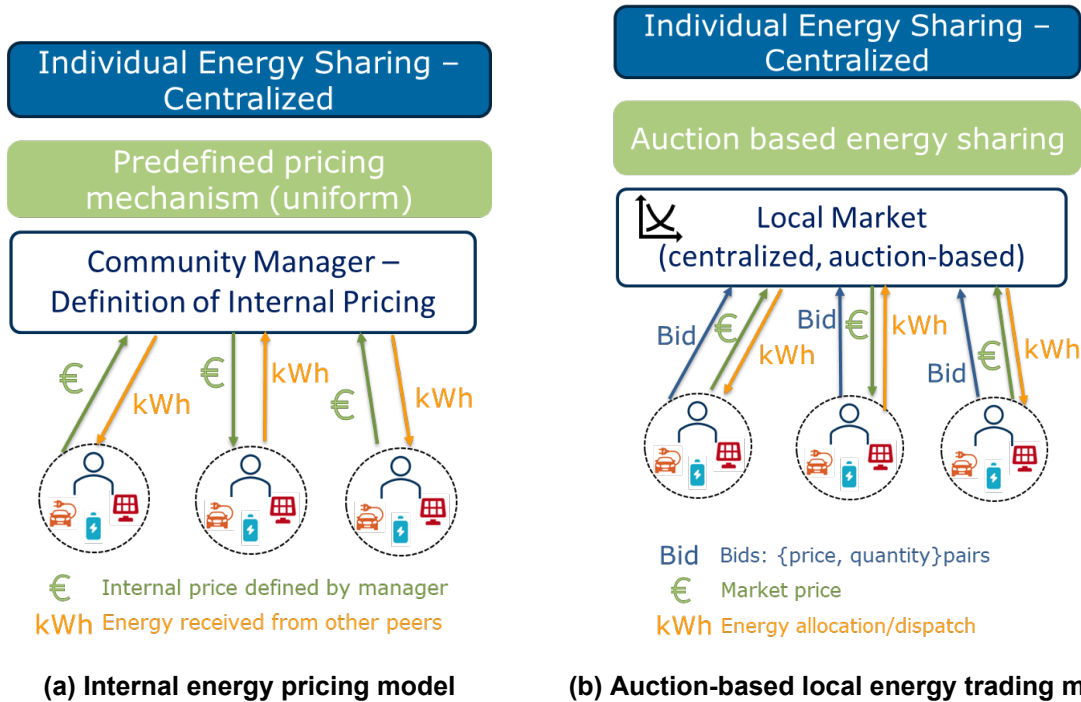 Individual Energy Sharing –
Centralized
Predefined pricing
mechanism (uniform)
Community Manager –
Definition of Internal Pricing
€
kWh
€
kWh
€
kWh
€ Internal price defined by manager
kWh Energy received from other peers
(a) Internal energy pricing model
Individual Energy Sharing –
Centralized
Auction based energy sharing
Local Market
(centralized, auction-based)
Bid
€
kWh
Bid
€
kWh
Bid
€
kWh
Bid Bids: {price, quantity}pairs
€ Market price
kWh Energy allocation/dispatch
(b) Auction-based local energy trading m